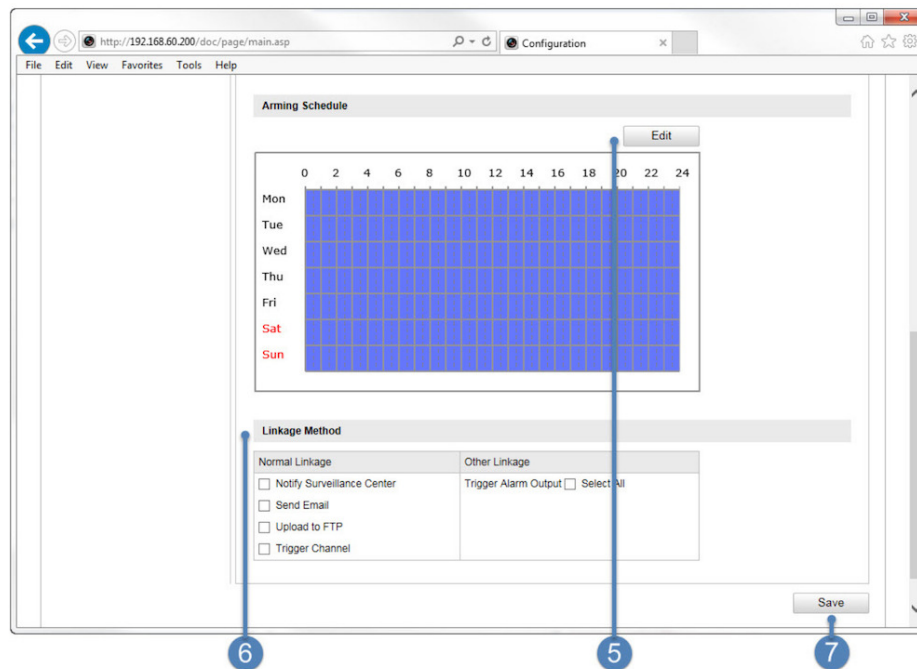 http://192.168.60.200/doc/page/main.asp
Configuration
File Edit View Favorites Tools Help
Arming Schedule
Edit
0 2 4 6 8 10 12 14 16 18 20 22 24
Mon
Tue
Wed
Thu
Fri
Sat
Sun
Linkage Method
Normal Linkage Other Linkage
Notify Surveillance Center Trigger Alarm Output Select All
Send Email
Upload to FTP
Trigger Channel
Save
6 5 7